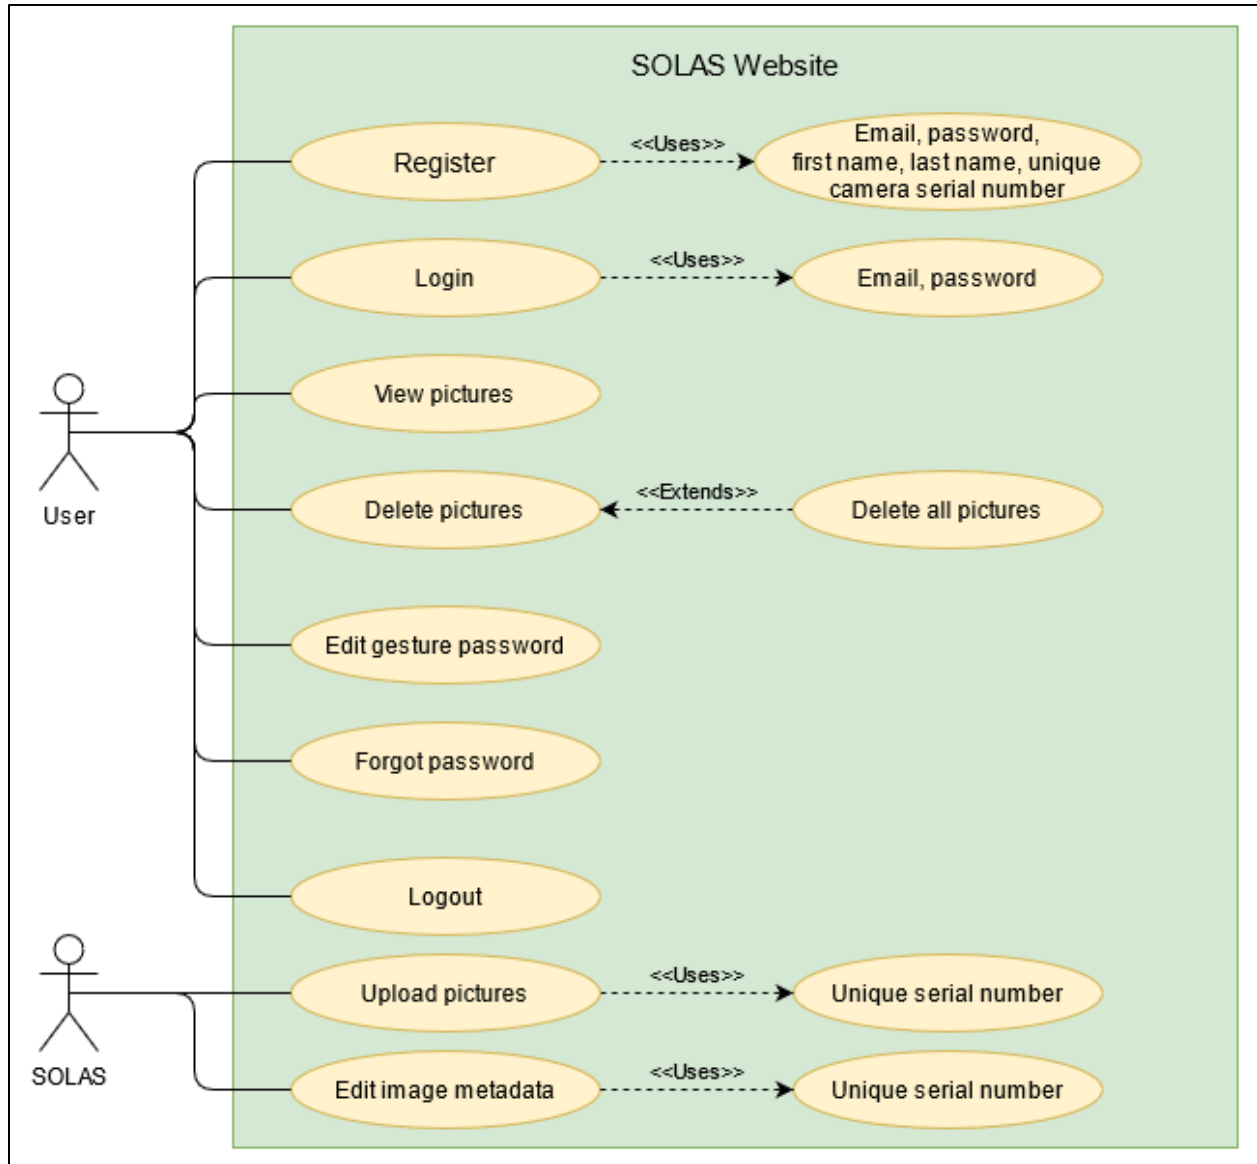 SOLAS Website
Register
<<Uses>>
Email, password,
first name, last name, unique
camera serial number
Login
<<Uses>>
Email, password
View pictures
Delete pictures
<<Extends>>
Delete all pictures
User
Edit gesture password
Forgot password
Logout
Upload pictures
<<Uses>>
Unique serial number
SOLAS
Edit image metadata
<<Uses>>
Unique serial number